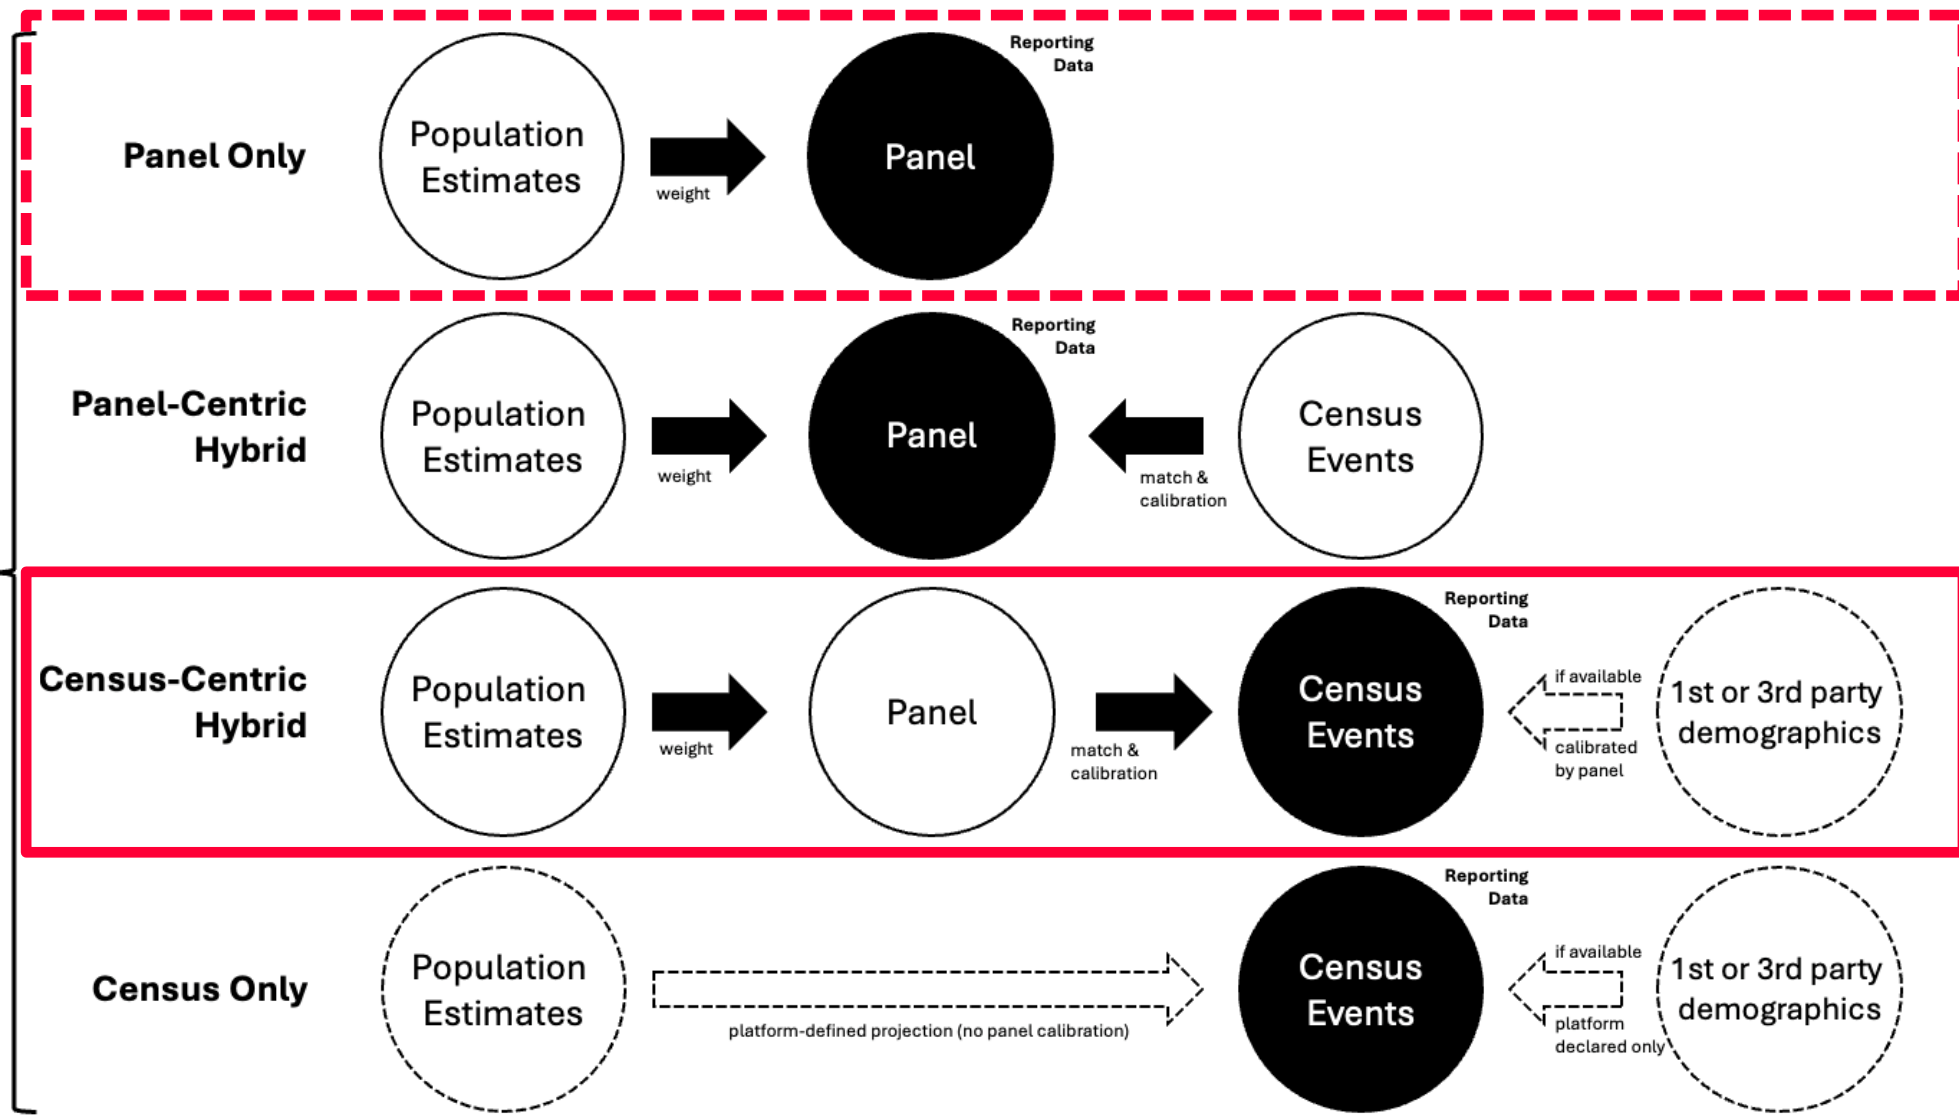 Panel Only
Population
Estimates
weight
Panel
Reporting
Data
Panel-Centric
Hybrid
Population
Estimates
weight
Panel
Reporting
Data
match &
calibration
Census
Events
Census-Centric
Hybrid
Population
Estimates
weight
Panel
match &
calibration
Census
Events
Reporting
Data
if available
calibrated
by panel
1st or 3rd party
demographics
Census Only
Population
Estimates
platform-defined projection (no panel calibration)
Census
Events
Reporting
Data
if available
platform
declared only
1st or 3rd party
demographics